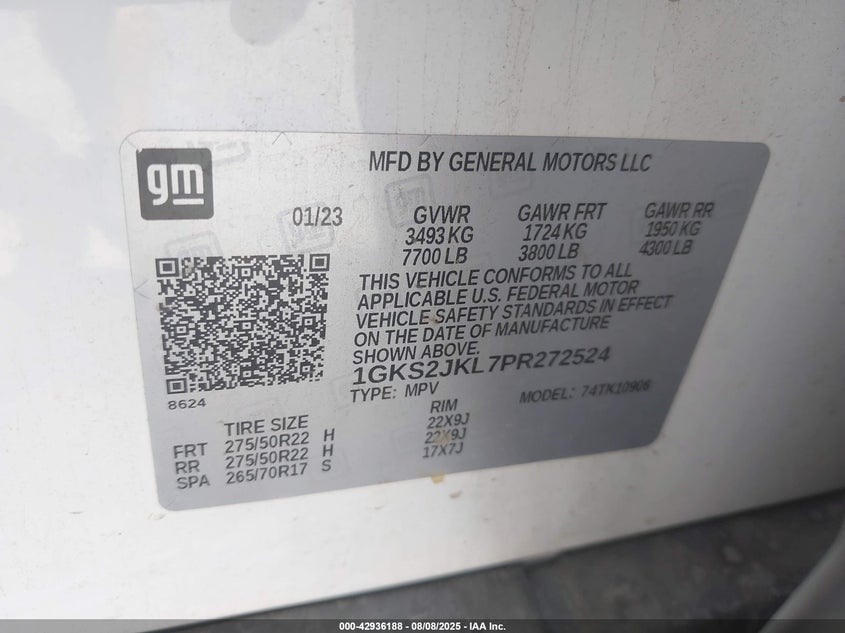 gm
MFD BY GENERAL MOTORS LLC
01/23 GVWR GAWR FRT GAWR RR
3493 KG 1724 KG 1950 KG
7700 LB 3800 LB 4300 LB
THIS VEHICLE CONFORMS TO ALL
APPLICABLE U.S. FEDERAL MOTOR
VEHICLE SAFETY STANDARDS IN EFFECT
ON THE DATE OF MANUFACTURE
SHOWN ABOVE.
1GKS2JKL7PR272524
8624
TYPE: MPV MODEL: 74TK10906
TIRE SIZE RIM
FRT 275/50R22 H 22X9J
RR 275/50R22 H 22X9J
SPA 265/70R17 S 17X7J
000-42936188 - 08/08/2025 - IAA Inc.